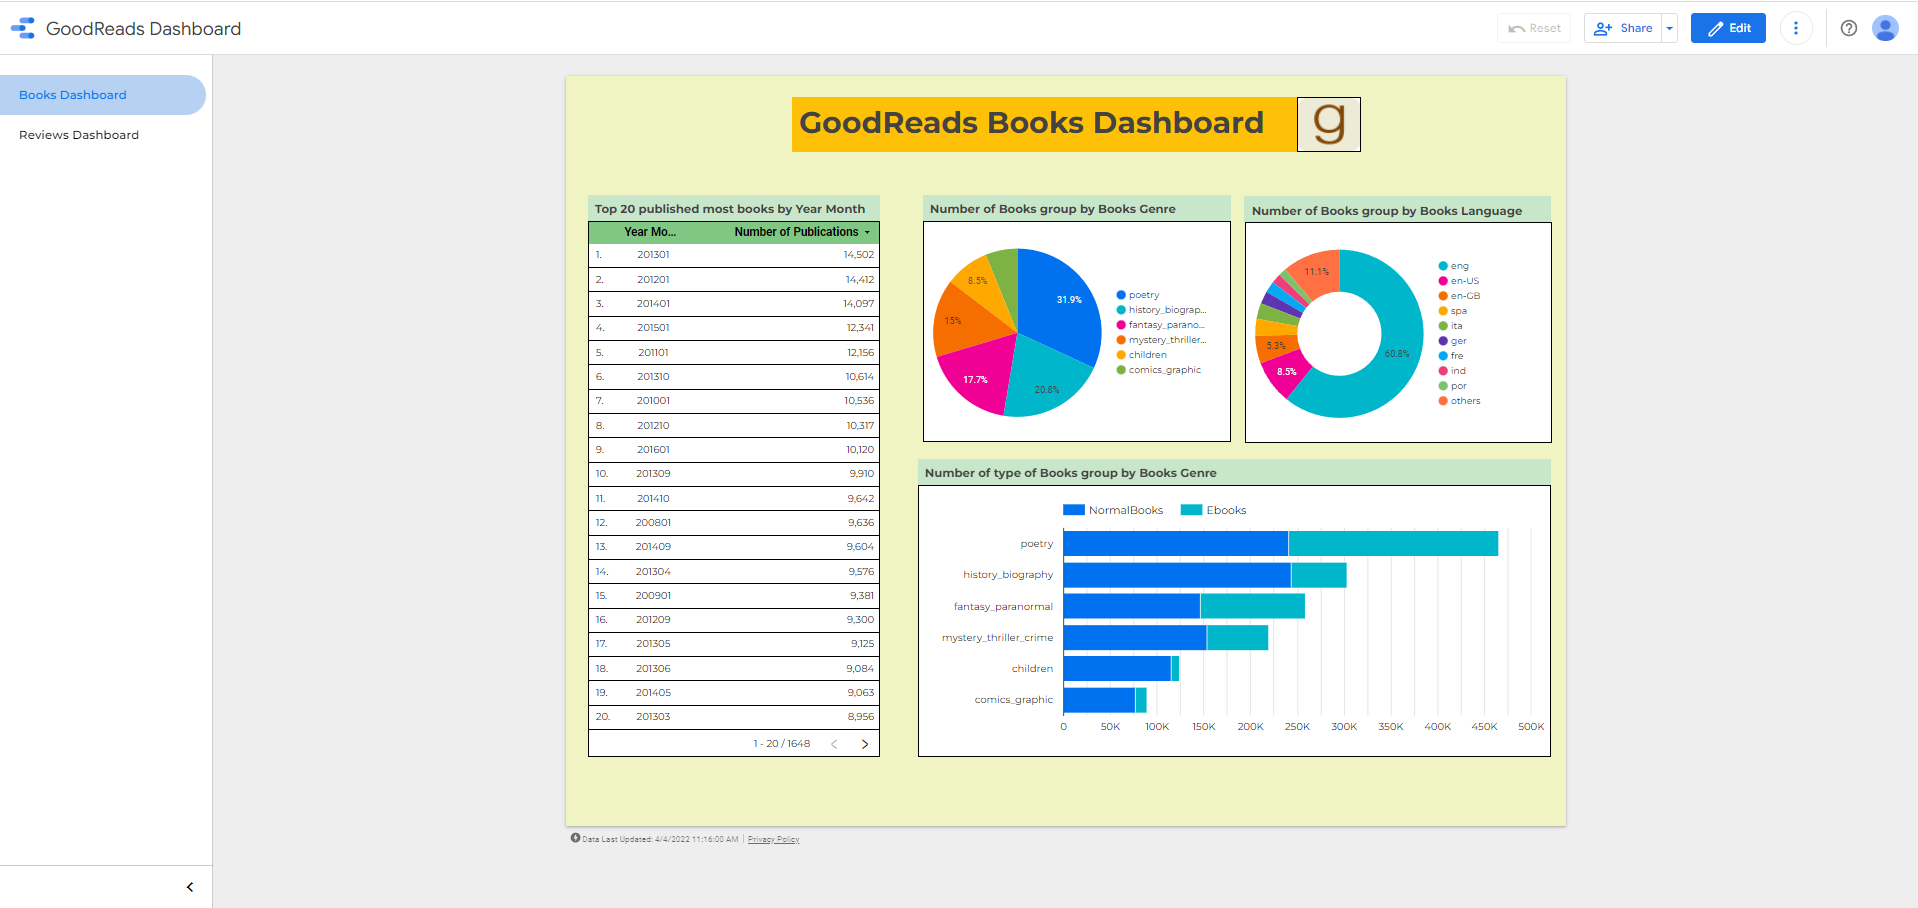 GoodReads Dashboard
Reset
Share
Edit
Books Dashboard
Reviews Dashboard
GoodReads Books Dashboard
g
Top 20 published most books by Year Month
Year Mo... Number of Publications
1. 201301 14,502
2. 201201 14,412
3. 201401 14,097
4. 201501 12,341
5. 201101 12,156
6. 201310 10,614
7. 201001 10,536
8. 201210 10,317
9. 201601 10,120
10. 201309 9,910
11. 201410 9,642
12. 200801 9,636
13. 201409 9,604
14. 201304 9,576
15. 200901 9,381
16. 201209 9,300
17. 201305 9,125
18. 201306 9,084
19. 201405 9,063
20. 201303 8,956
1 - 20 / 1648
Number of Books group by Books Genre
31.9%
20.8%
17.7%
15%
8.5%
poetry
history_biograp...
fantasy_parano...
mystery_thriller...
children
comics_graphic
Number of Books group by Books Language
60.8%
8.5%
5.3%
11.1%
eng
en-US
en-GB
spa
ita
ger
fre
ind
por
others
Number of type of Books group by Books Genre
NormalBooks Ebooks
poetry
history_biography
fantasy_paranormal
mystery_thriller_crime
children
comics_graphic
0 50K 100K 150K 200K 250K 300K 350K 400K 450K 500K
Data Last Updated: 4/4/2022 11:16:00 AM Privacy Policy